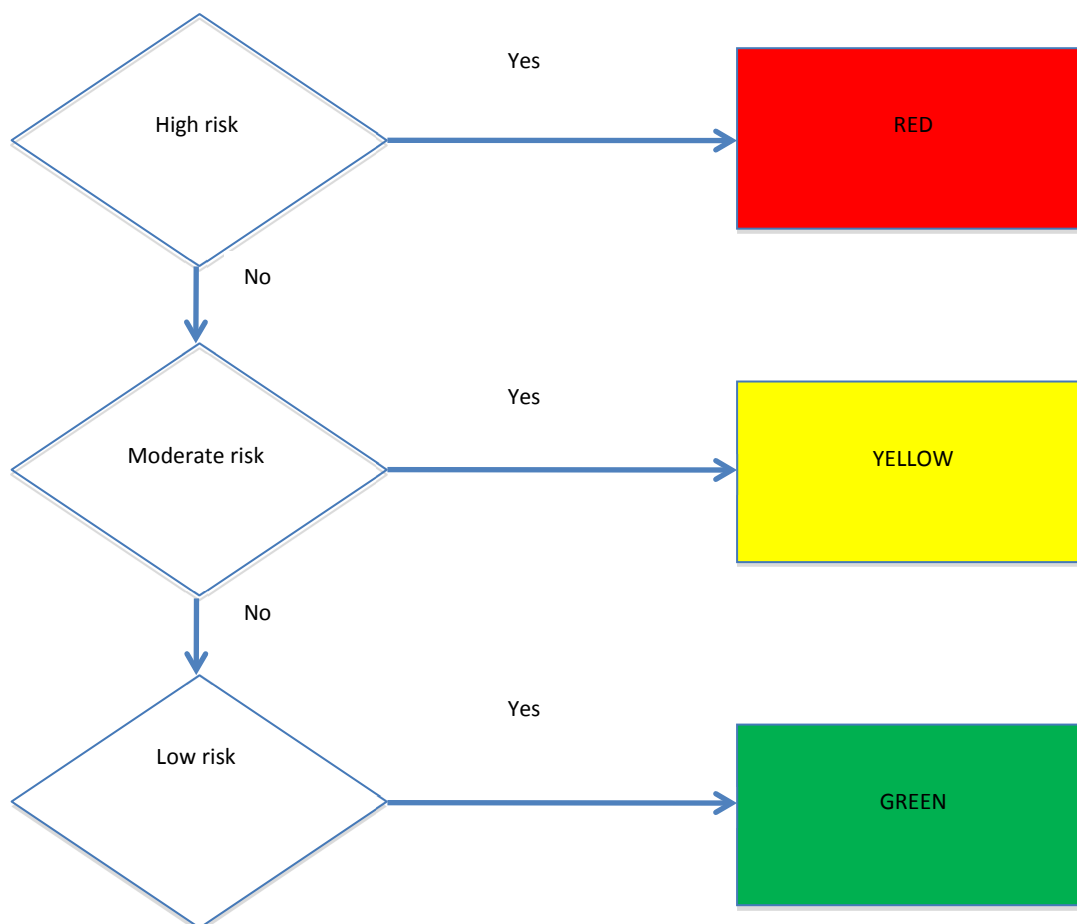 Yes
High risk
RED
No
Yes
Moderate risk
YELLOW
No
Yes
Low risk
GREEN